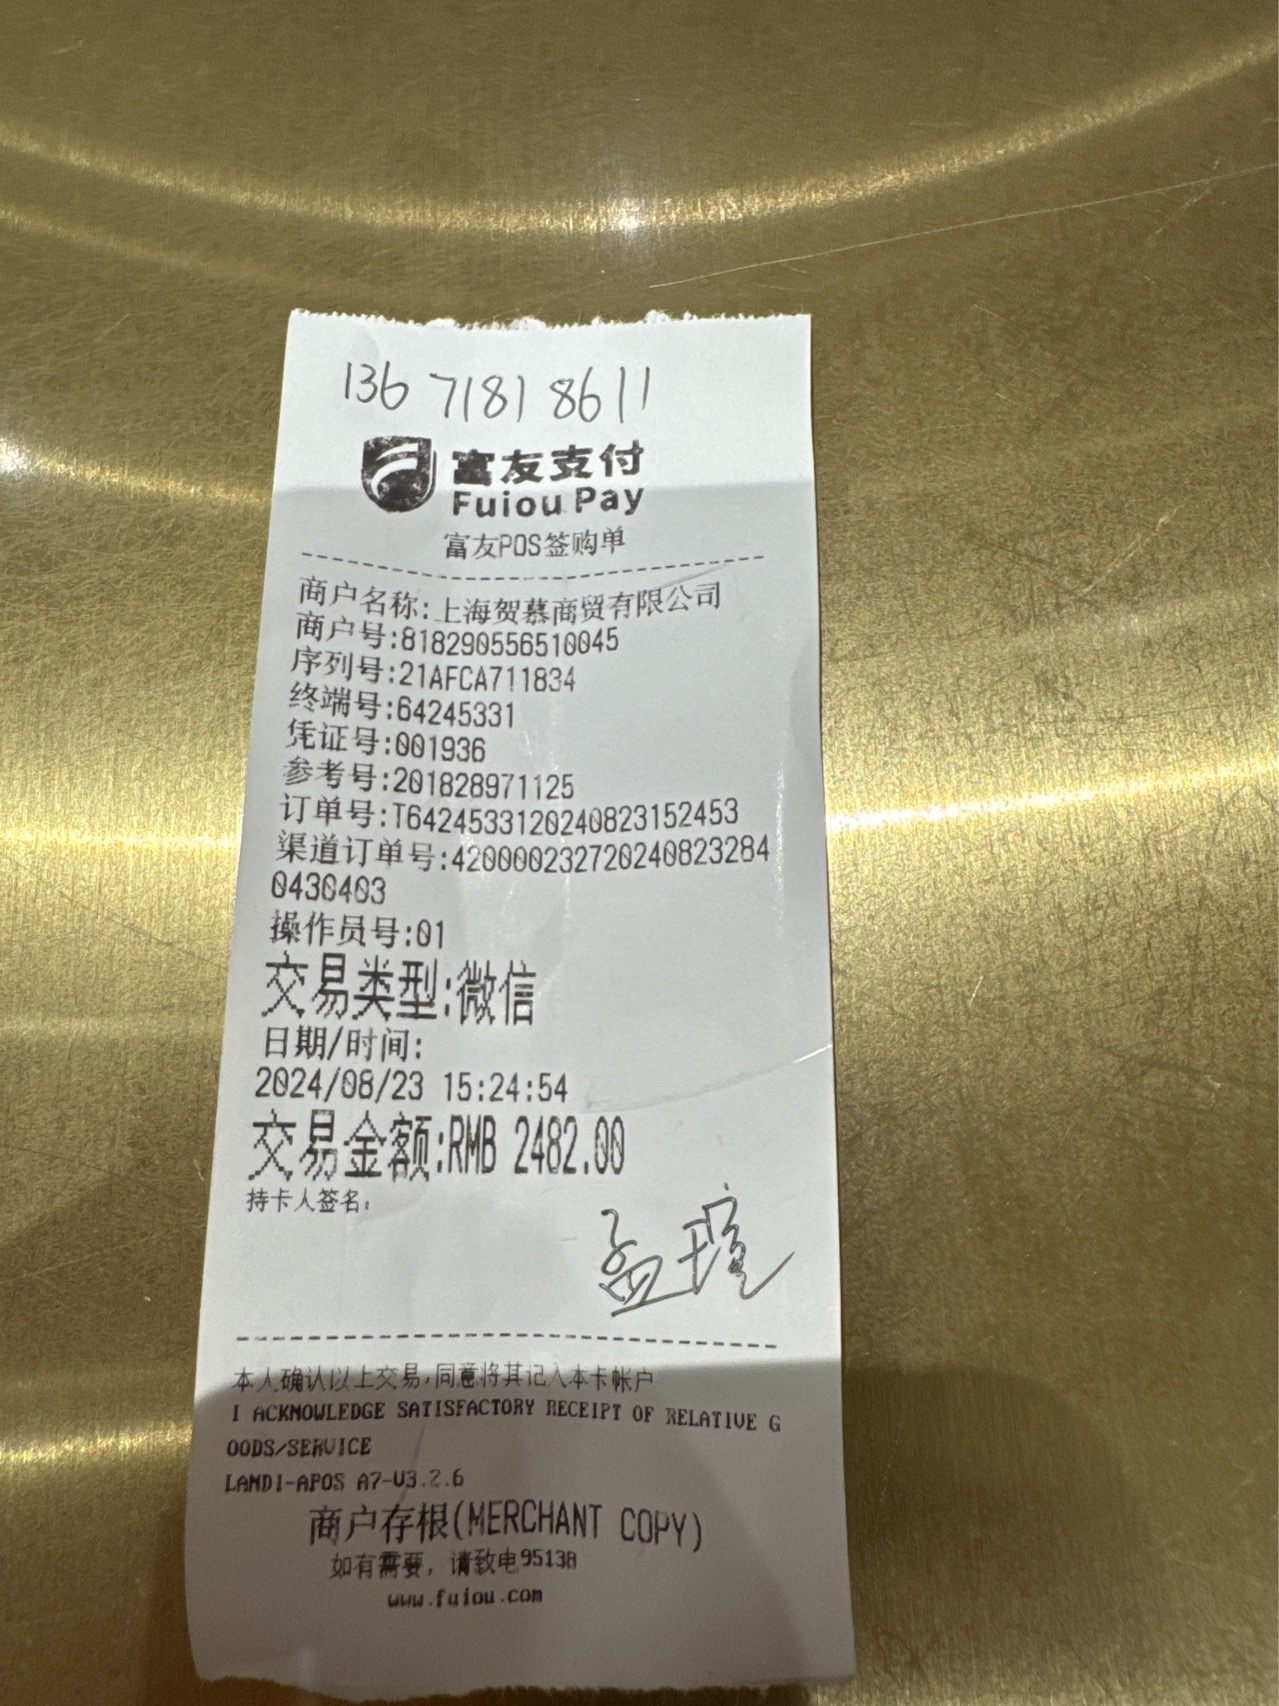 136 7181 8611
富友支付
Fuiou Pay
富友POS签购单
商户名称:上海贺慕商贸有限公司
商户号:818290556510045
序列号:21AFCA711834
终端号:64245331
凭证号:001936
参考号:201828971125
订单号:T6424533120240823152453
渠道订单号:420000232720240823284
0430403
操作员号:01
交易类型:微信
日期/时间:
2024/08/23 15:24:54
交易金额:RMB 2482.00
持卡人签名:
孟瑄
本人确认以上交易,同意将其记入本卡帐户
I ACKNOWLEDGE SATISFACTORY RECEIPT OF RELATIVE G
OODS/SERVICE
LANDI-APOS A7-V3.2.6
商户存根(MERCHANT COPY)
如有需要, 请致电95138
www.fuiou.com